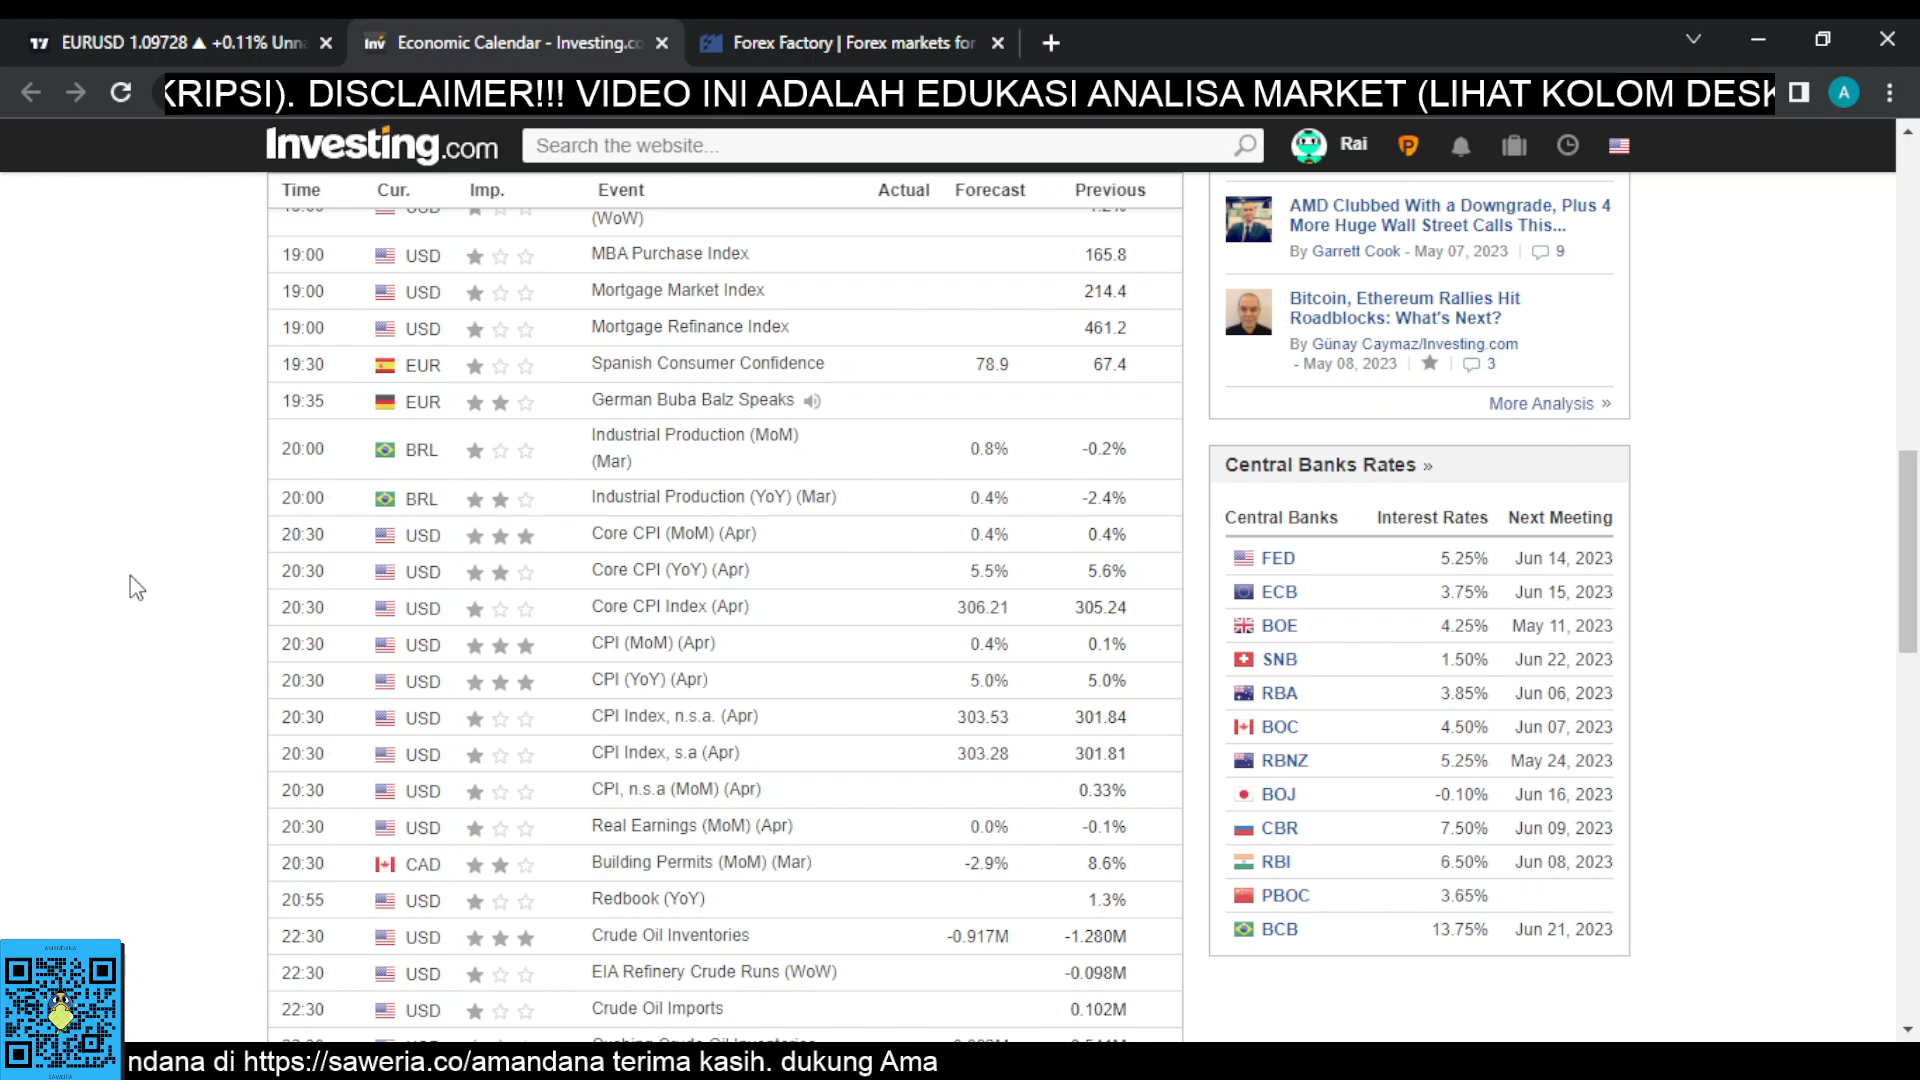 EURUSD 1.09728 ▲ +0.11% Unna
Economic Calendar - Investing.co
Forex Factory | Forex markets for
KRIPSI). DISCLAIMER!!! VIDEO INI ADALAH EDUKASI ANALISA MARKET (LIHAT KOLOM DESK
A
Investing.com
Search the website...
Rai
Time Cur. Imp. Event Actual Forecast Previous
(WoW)
19:00 USD MBA Purchase Index 165.8
19:00 USD Mortgage Market Index 214.4
19:00 USD Mortgage Refinance Index 461.2
19:30 EUR Spanish Consumer Confidence 78.9 67.4
19:35 EUR German Buba Balz Speaks
20:00 BRL Industrial Production (MoM) (Mar) 0.8% -0.2%
20:00 BRL Industrial Production (YoY) (Mar) 0.4% -2.4%
20:30 USD Core CPI (MoM) (Apr) 0.4% 0.4%
20:30 USD Core CPI (YoY) (Apr) 5.5% 5.6%
20:30 USD Core CPI Index (Apr) 306.21 305.24
20:30 USD CPI (MoM) (Apr) 0.4% 0.1%
20:30 USD CPI (YoY) (Apr) 5.0% 5.0%
20:30 USD CPI Index, n.s.a. (Apr) 303.53 301.84
20:30 USD CPI Index, s.a (Apr) 303.28 301.81
20:30 USD CPI, n.s.a (MoM) (Apr) 0.33%
20:30 USD Real Earnings (MoM) (Apr) 0.0% -0.1%
20:30 CAD Building Permits (MoM) (Mar) -2.9% 8.6%
20:55 USD Redbook (YoY) 1.3%
22:30 USD Crude Oil Inventories -0.917M -1.280M
22:30 USD EIA Refinery Crude Runs (WoW) -0.098M
22:30 USD Crude Oil Imports 0.102M
AMD Clubbed With a Downgrade, Plus 4
More Huge Wall Street Calls This...
By Garrett Cook - May 07, 2023 | 9
Bitcoin, Ethereum Rallies Hit
Roadblocks: What's Next?
By Günay Caymaz/Investing.com
- May 08, 2023 | ★ | 3
More Analysis »
Central Banks Rates »
Central Banks Interest Rates Next Meeting
FED 5.25% Jun 14, 2023
ECB 3.75% Jun 15, 2023
BOE 4.25% May 11, 2023
SNB 1.50% Jun 22, 2023
RBA 3.85% Jun 06, 2023
BOC 4.50% Jun 07, 2023
RBNZ 5.25% May 24, 2023
BOJ -0.10% Jun 16, 2023
CBR 7.50% Jun 09, 2023
RBI 6.50% Jun 08, 2023
PBOC 3.65%
BCB 13.75% Jun 21, 2023
ndana di https://saweria.co/amandana terima kasih. dukung Ama